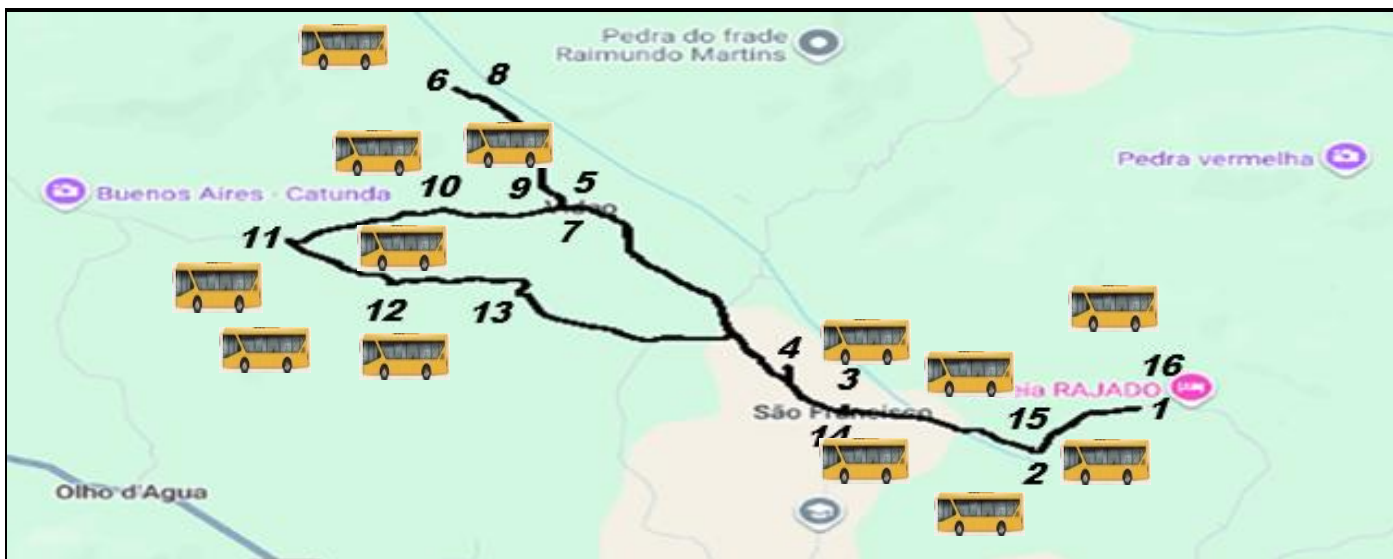 Pedra do frade
Raimundo Martins
6
8
Pedra vermelha
Buenos Aires - Catunda
10
9
5
7
11
12
13
4
3
16
eia RAJADO
São Francisco
15
1
14
2
Olho d'Agua